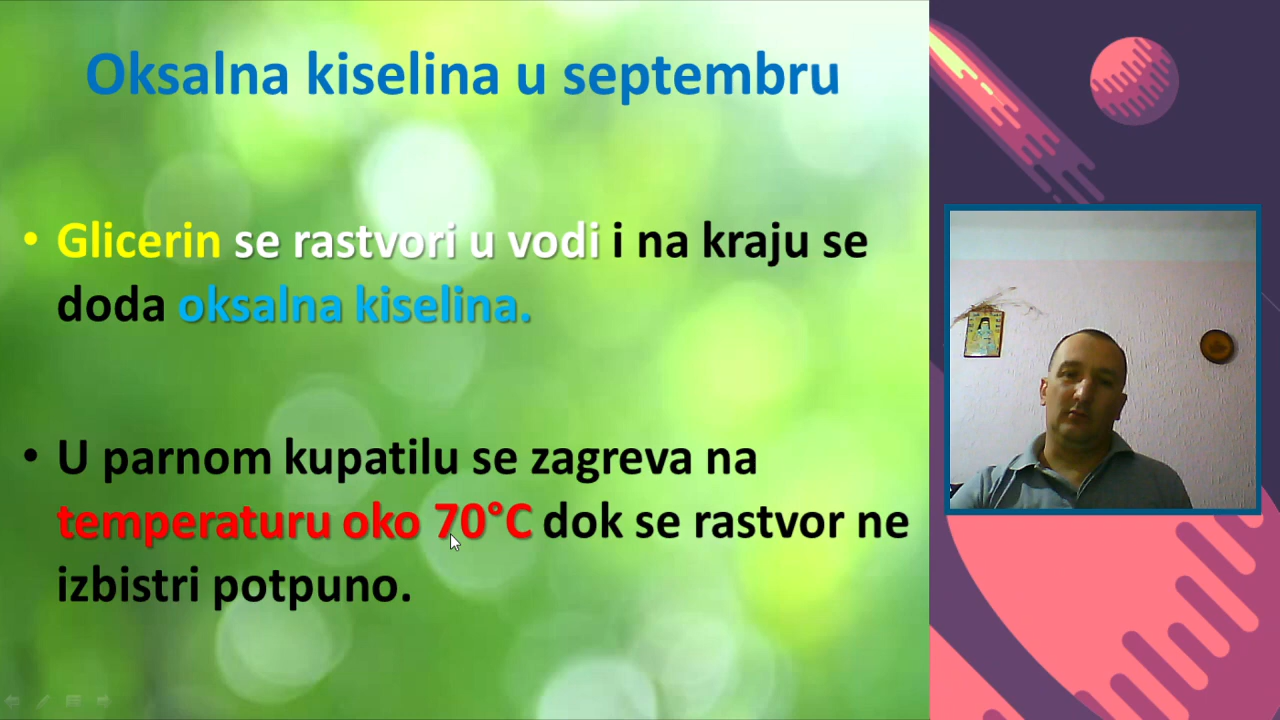 Oksalna kiselina u septembru
• Glicerin se rastvori u vodi i na kraju se
doda oksalna kiselina.
• U parnom kupatilu se zagreva na
temperaturu oko 70°C dok se rastvor ne
izbistri potpuno.